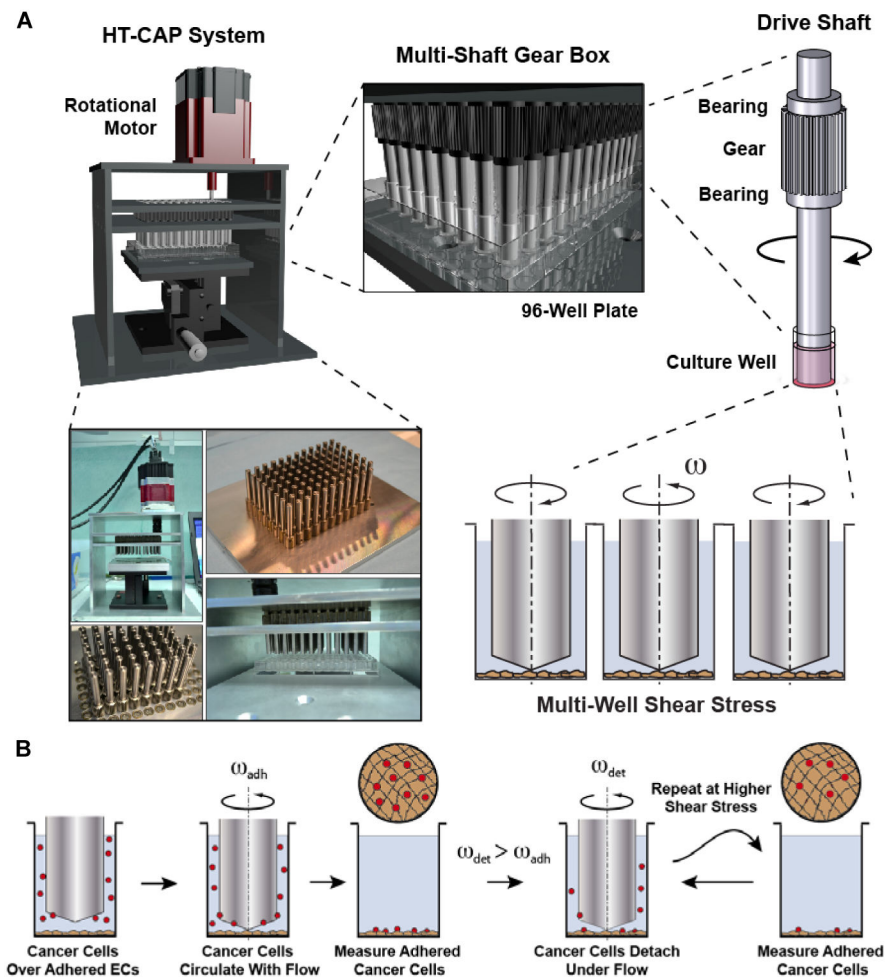 A
HT-CAP System
Rotational
Motor
Multi-Shaft Gear Box
96-Well Plate
Drive Shaft
Bearing
Gear
Bearing
Culture Well
ω
Multi-Well Shear Stress
B
ωadh
ωdet > ωadh
ωdet
Repeat at Higher
Shear Stress
Cancer Cells
Over Adhered ECs
Cancer Cells
Circulate With Flow
Measure Adhered
Cancer Cells
Cancer Cells Detach
Under Flow
Measure Adhered
Cancer Cells